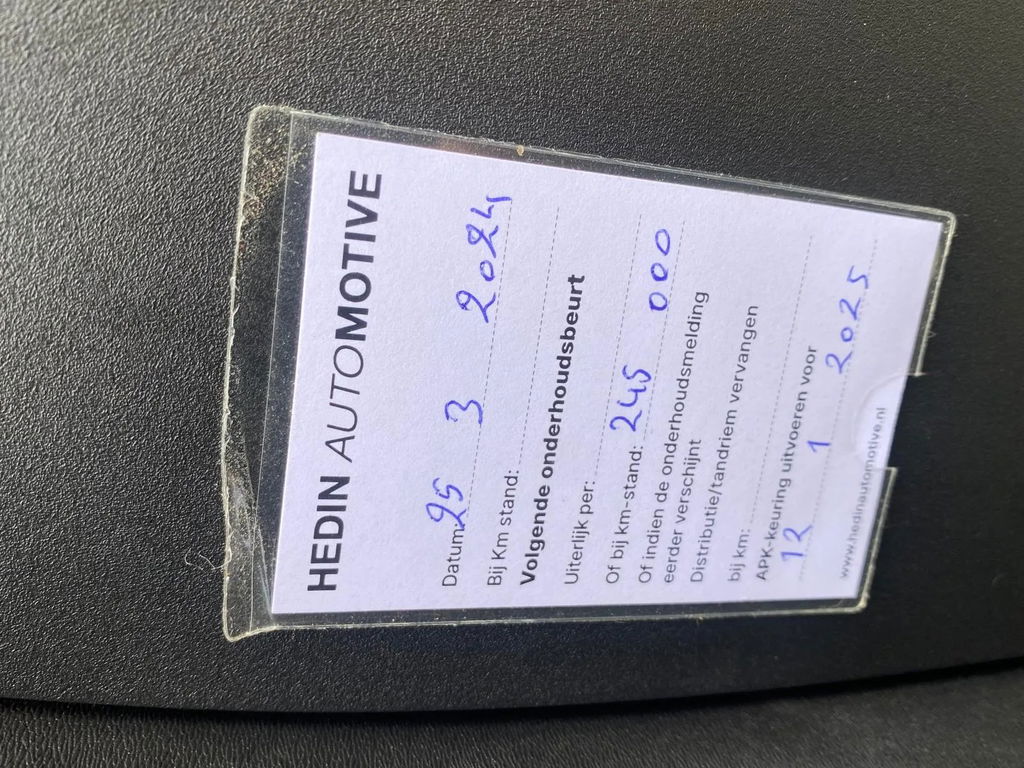 HEDIN AUTOMOTIVE
Datum: 25 3 2024
Bij Km stand:
Volgende onderhoudsbeurt
Uiterlijk per:
Of bij km-stand: 245 000
Of indien de onderhoudsmelding
eerder verschijnt
Distributie/tandriem vervangen
bij km:
APK-keuring uitvoeren voor
12 1 2025
www.hedinautomotive.nl